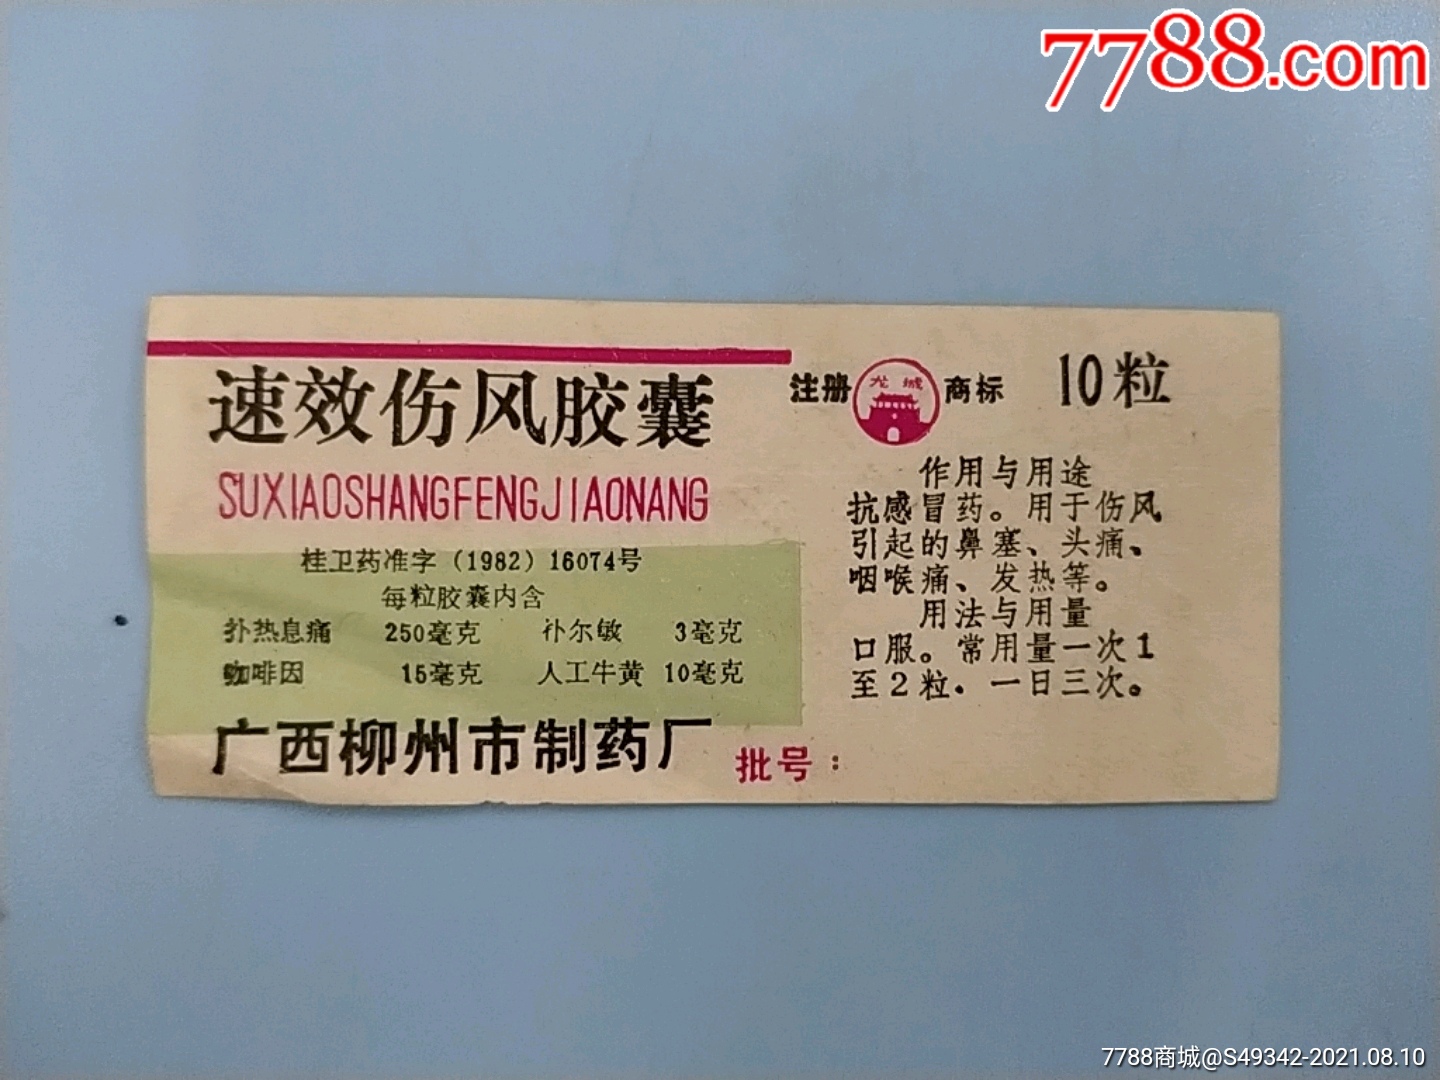 7788.com
速效伤风胶囊
SUXIAOSHANGFENGJIAONANG
桂卫药准字（1982）16074号
每粒胶囊内含
扑热息痛 250毫克 扑尔敏 3毫克
咖啡因 15毫克 人工牛黄 10毫克
广西柳州市制药厂 批号：
注册 龙城 商标 10粒
作用与用途
抗感冒药。用于伤风
引起的鼻塞、头痛、
咽喉痛、发热等。
用法与用量
口服。常用量一次1
至2粒．一日三次。
7788商城@S49342-2021.08.10